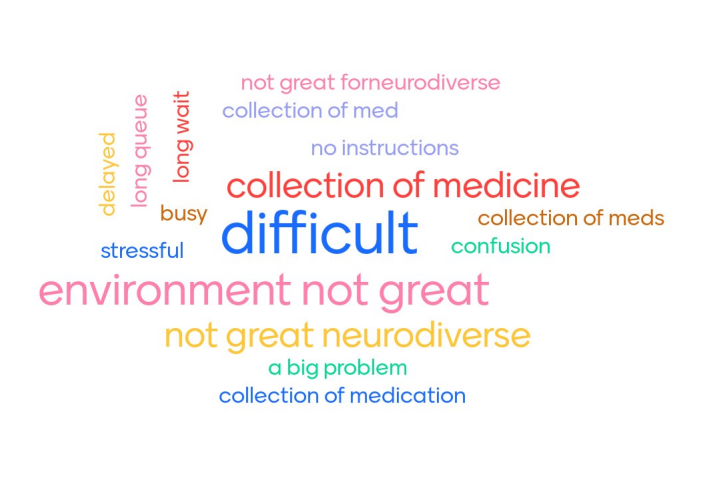 not great forneurodiverse
collection of med
no instructions
delayed
long queue
long wait
collection of medicine
busy
difficult
collection of meds
stressful
confusion
environment not great
not great neurodiverse
a big problem
collection of medication